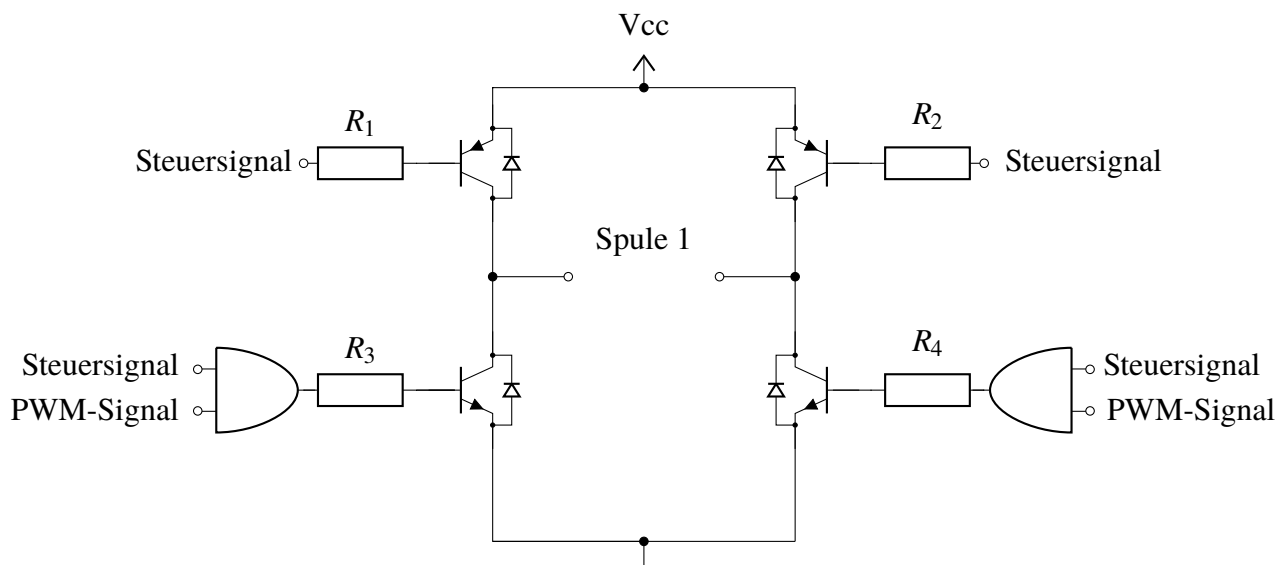 Vcc
R1
R2
Steuersignal
Steuersignal
Spule 1
R3
R4
Steuersignal
Steuersignal
PWM-Signal
PWM-Signal